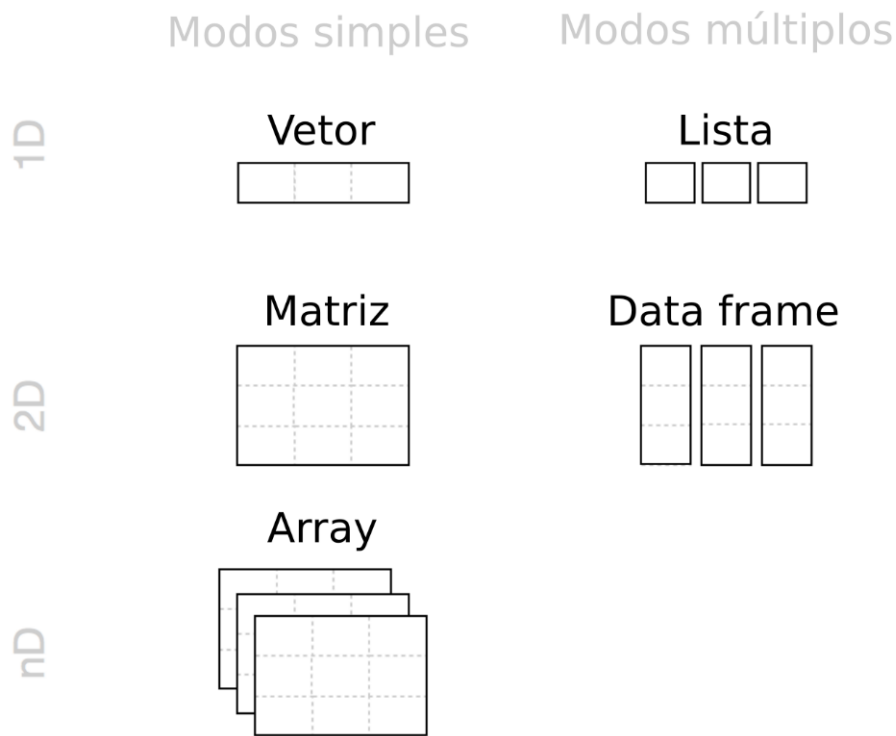 Modos simples
Modos múltiplos
1D
Vetor
Lista
2D
Matriz
Data frame
nD
Array